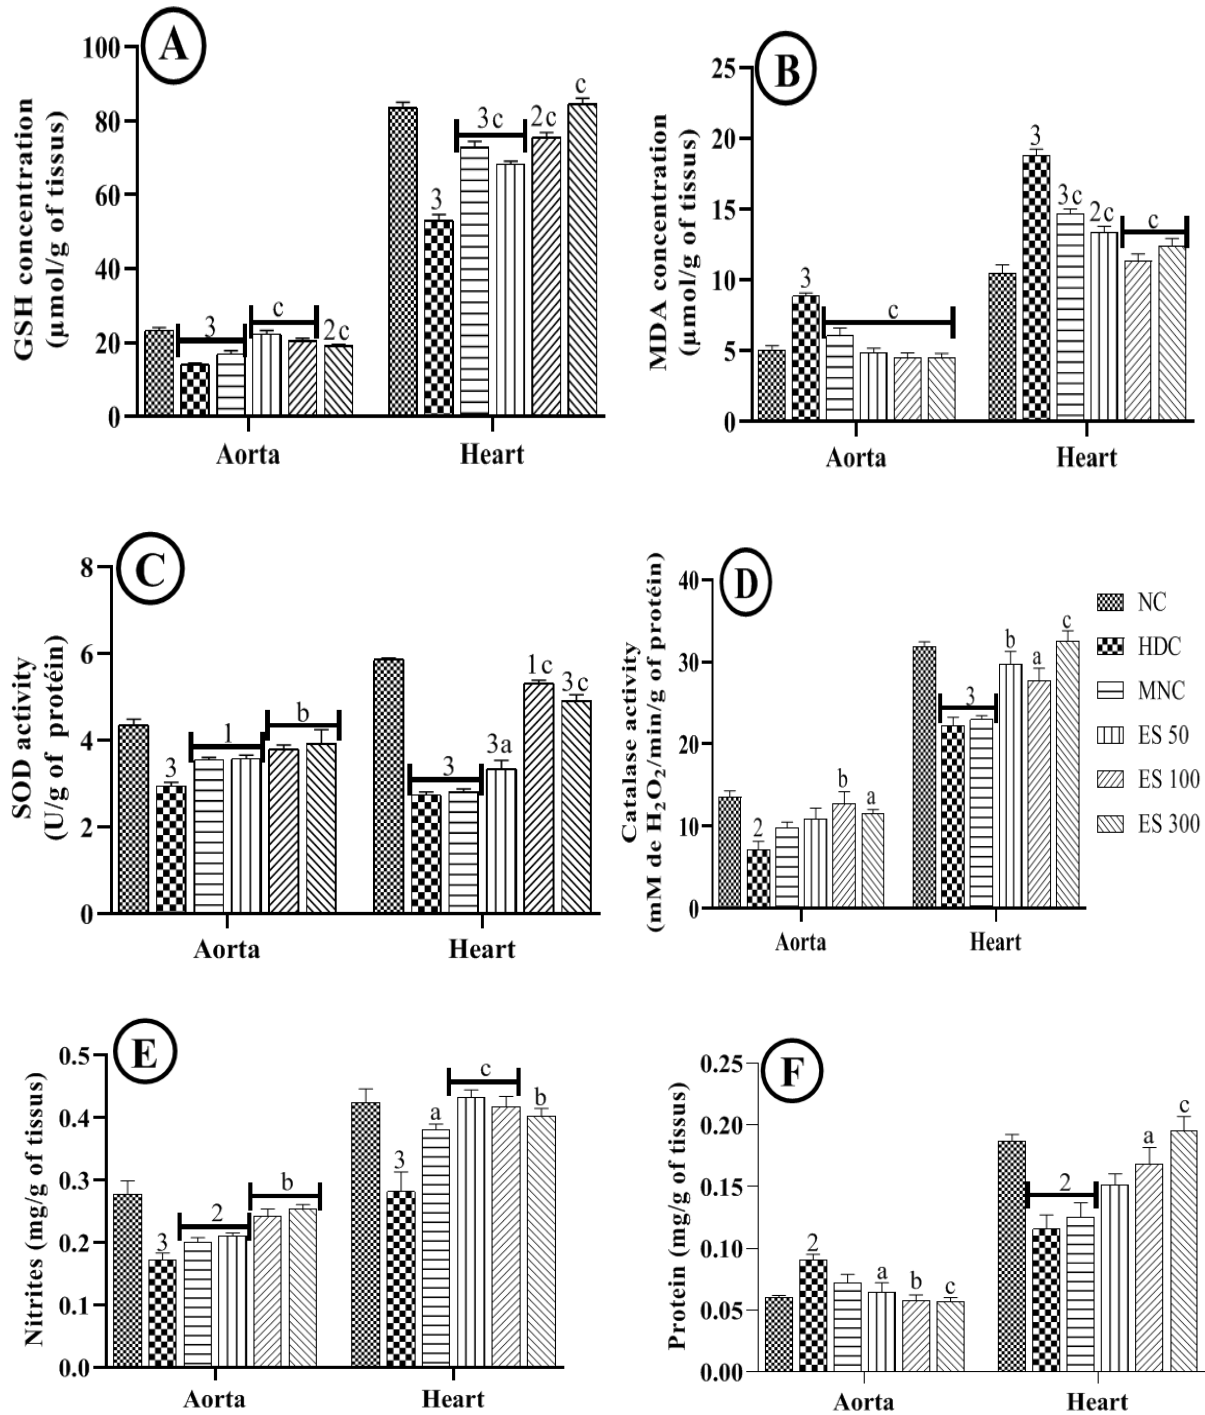 A
GSH concentration
(μmol/g of tissus)
100
80
60
40
20
0
3
c
2c
3
3c
2c
c
Aorta
Heart
B
MDA concentration
(μmol/g of tissus)
25
20
15
10
5
0
3
c
3
3c
2c
c
Aorta
Heart
C
SOD activity
(U/g of protéin)
8
6
4
2
0
3
1
b
3
3a
1c
3c
Aorta
Heart
D
Catalase activity
(mM de H₂O₂/min/g of protéin)
40
30
20
10
0
2
b
a
3
b
a
c
Aorta
Heart
NC
HDC
MNC
ES 50
ES 100
ES 300
E
Nitrites (mg/g of tissus)
0.5
0.4
0.3
0.2
0.1
0.0
3
2
b
3
a
c
b
Aorta
Heart
F
Protein (mg/g of tissus)
0.25
0.20
0.15
0.10
0.05
0.00
2
a
b
c
2
a
c
Aorta
Heart